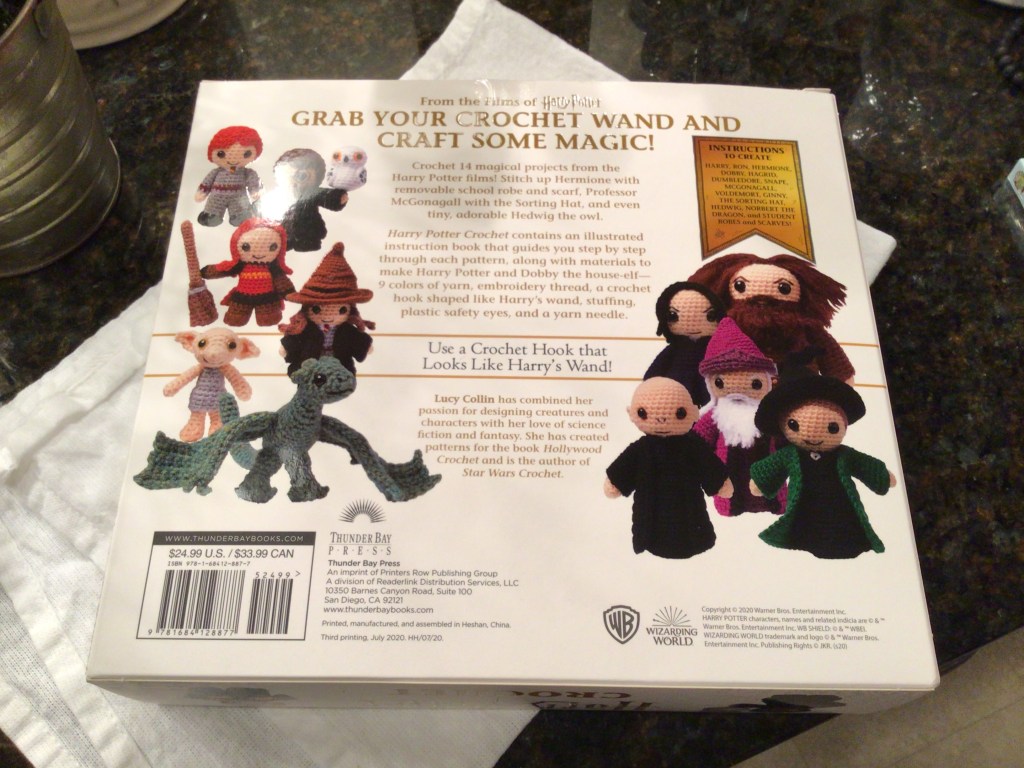 From the Films of Harry Potter
GRAB YOUR CROCHET WAND AND
CRAFT SOME MAGIC!
Crochet 14 magical projects from the
Harry Potter films! Stitch up Hermione with
removable school robe and scarf, Professor
McGonagall with the Sorting Hat, and even
tiny, adorable Hedwig the owl.
Harry Potter Crochet contains an illustrated
instruction book that guides you step by step
through each pattern, along with materials to
make Harry Potter and Dobby the house-elf—
9 colors of yarn, embroidery thread, a crochet
hook shaped like Harry's wand, stuffing,
plastic safety eyes, and a yarn needle.
INSTRUCTIONS
TO CREATE
HARRY, RON, HERMIONE,
DOBBY, HAGRID,
DUMBLEDORE, SNAPE,
MCGONAGALL,
VOLDEMORT, GINNY,
THE SORTING HAT,
HEDWIG, NORBERT THE
DRAGON, and STUDENT
ROBES and SCARVES!
Use a Crochet Hook that
Looks Like Harry's Wand!
Lucy Collin has combined her
passion for designing creatures and
characters with her love of science
fiction and fantasy. She has created
patterns for the book Hollywood
Crochet and is the author of
Star Wars Crochet.
WWW.THUNDERBAYBOOKS.COM
$24.99 U.S. / $33.99 CAN
ISBN 978-1-68412-887-7
52499>
9 781684 128877
THUNDER BAY
P·R·E·S·S
Thunder Bay Press
An imprint of Printers Row Publishing Group
A division of Readerlink Distribution Services, LLC
10350 Barnes Canyon Road, Suite 100
San Diego, CA 92121
www.thunderbaybooks.com
Printed, manufactured, and assembled in Heshan, China.
Third printing, July 2020. HH/07/20.
WB
WIZARDING
WORLD
Copyright © 2020 Warner Bros. Entertainment Inc.
HARRY POTTER characters, names and related indicia are © & ™
Warner Bros. Entertainment Inc. WB SHIELD: © & ™ WBEI.
WIZARDING WORLD trademark and logo © & ™ Warner Bros.
Entertainment Inc. Publishing Rights © JKR. (s20)